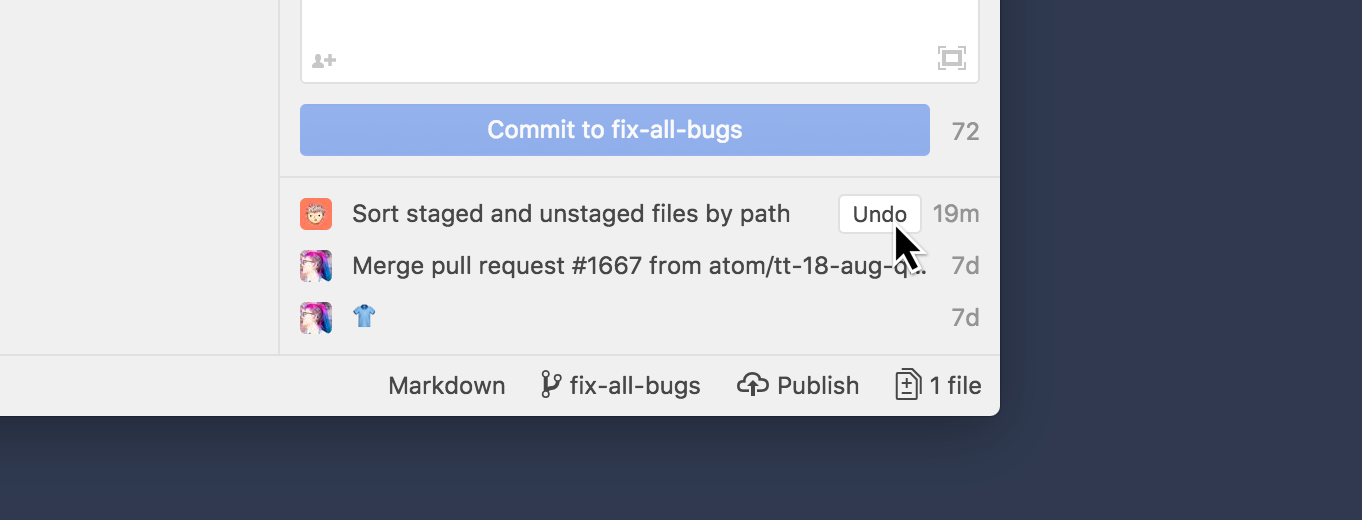 Commit to fix-all-bugs 72
Sort staged and unstaged files by path Undo 19m
Merge pull request #1667 from atom/tt-18-aug-q… 7d
7d
Markdown fix-all-bugs Publish 1 file